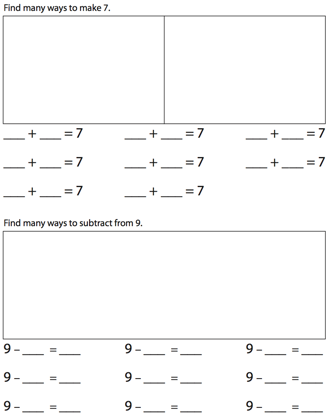 Find many ways to make 7.
___ + ___ = 7 ___ + ___ = 7 ___ + ___ = 7
___ + ___ = 7 ___ + ___ = 7 ___ + ___ = 7
___ + ___ = 7 ___ + ___ = 7
Find many ways to subtract from 9.
9 – ___ = ___ 9 – ___ = ___ 9 – ___ = ___
9 – ___ = ___ 9 – ___ = ___ 9 – ___ = ___
9 – ___ = ___ 9 – ___ = ___ 9 – ___ = ___